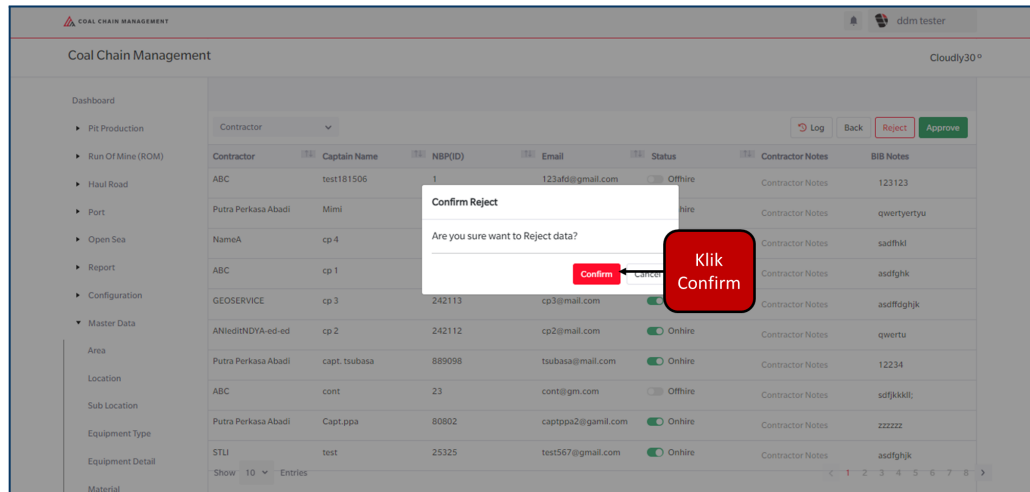 COAL CHAIN MANAGEMENT
ddm tester
Coal Chain Management
Cloudly30°
Dashboard
Pit Production
Run Of Mine (ROM)
Haul Road
Port
Open Sea
Report
Configuration
Master Data
Area
Location
Sub Location
Equipment Type
Equipment Detail
Material
Contractor
Log
Back
Reject
Approve
Contractor Captain Name NBP(ID) Email Status Contractor Notes BIB Notes
ABC test181506 1 123afd@gmail.com Offhire Contractor Notes 123123
Putra Perkasa Abadi Mimi hire Contractor Notes qwertyertyu
NameA cp 4 Contractor Notes sadfhkl
ABC cp 1 Contractor Notes asdfghk
GEOSERVICE cp 3 242113 cp3@mail.com Contractor Notes asdffdghjk
ANIeditNDYA-ed-ed cp 2 242112 cp2@mail.com Onhire Contractor Notes qwertu
Putra Perkasa Abadi capt. tsubasa 889098 tsubasa@mail.com Onhire Contractor Notes 12234
ABC cont 23 cont@gm.com Offhire Contractor Notes sdfjkkkll;
Putra Perkasa Abadi Capt.ppa 80802 captppa2@gamil.com Onhire Contractor Notes zzzzzz
STLI test 25325 test567@gmail.com Onhire Contractor Notes asdfghjk
Show 10 Entries
1 2 3 4 5 6 7 8
Confirm Reject
Are you sure want to Reject data?
Confirm
Cancel
Klik
Confirm